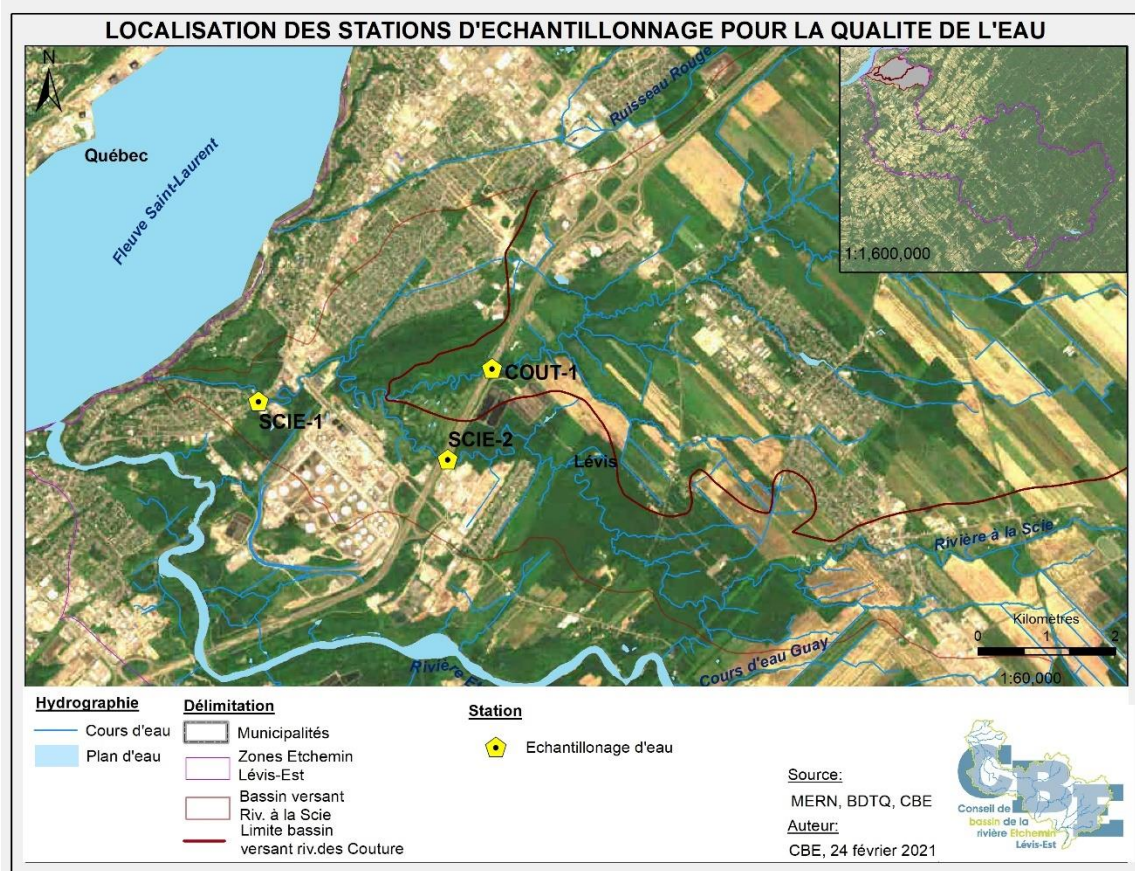 LOCALISATION DES STATIONS D'ECHANTILLONNAGE POUR LA QUALITE DE L'EAU
N
Québec
Fleuve Saint-Laurent
Ruisseau Rouge
1:1,600,000
COUT-1
SCIE-1
SCIE-2
Lévis
Rivière à la Scie
Kilomètres
0 1 2
1:60,000
Cours d'eau Guay
Rivière
Hydrographie
Cours d'eau
Plan d'eau
Délimitation
Municipalités
Zones Etchemin
Lévis-Est
Bassin versant
Riv. à la Scie
Limite bassin
versant riv.des Couture
Station
Echantillonage d'eau
Source:
MERN, BDTQ, CBE
Auteur:
CBE, 24 février 2021
CBE
Conseil de
bassin de la
rivière Etchemin
Lévis-Est